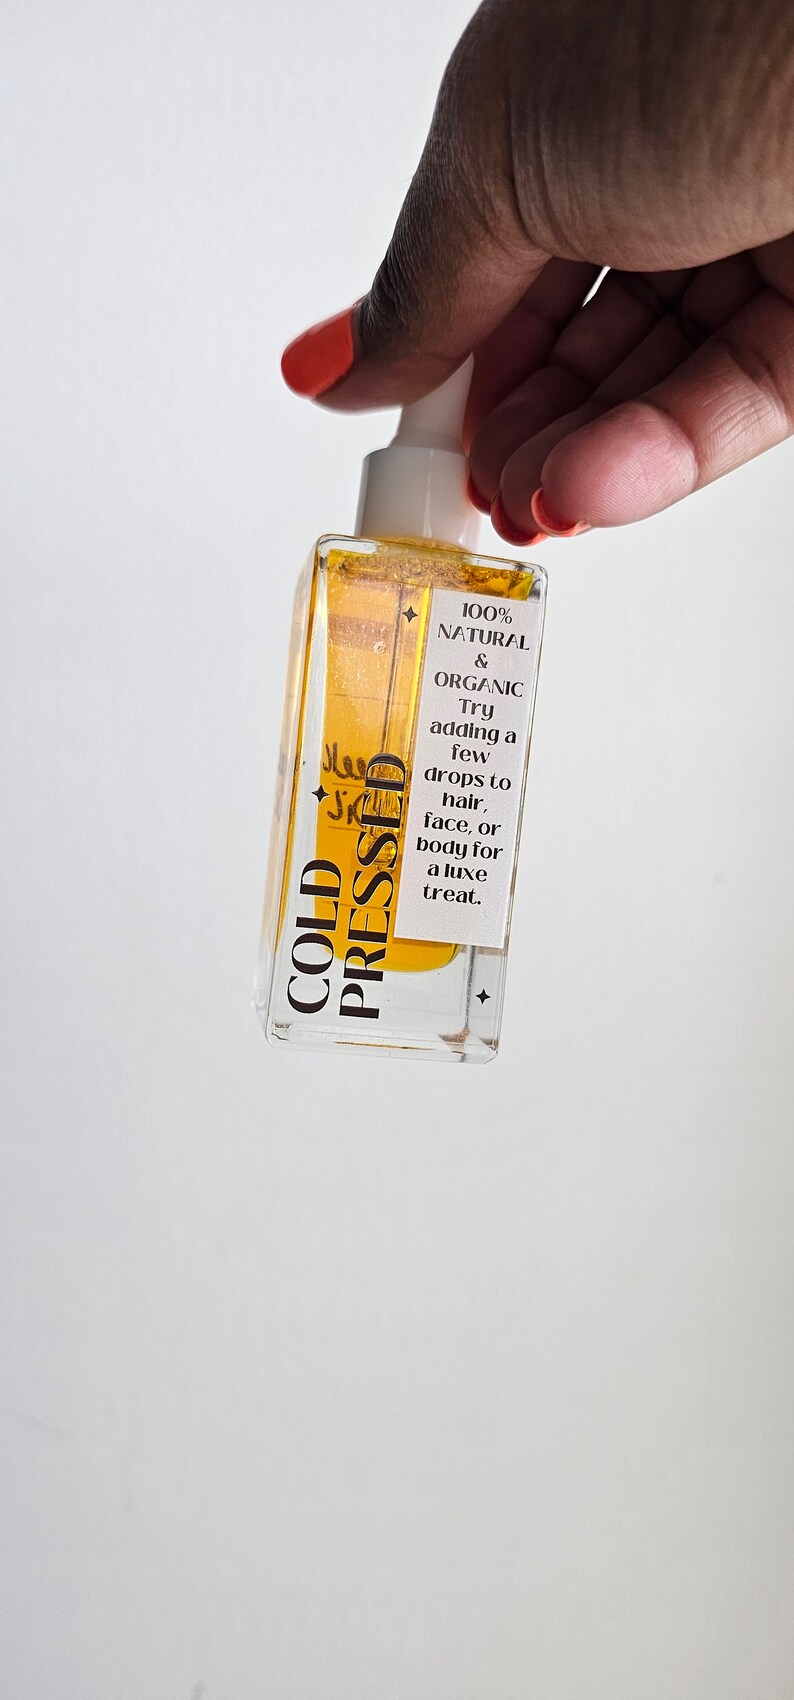 100%
NATURAL
&
ORGANIC
Try
adding a
few
drops to
hair,
face, or
body for
a luxe
treat.
COLD
PRESSED